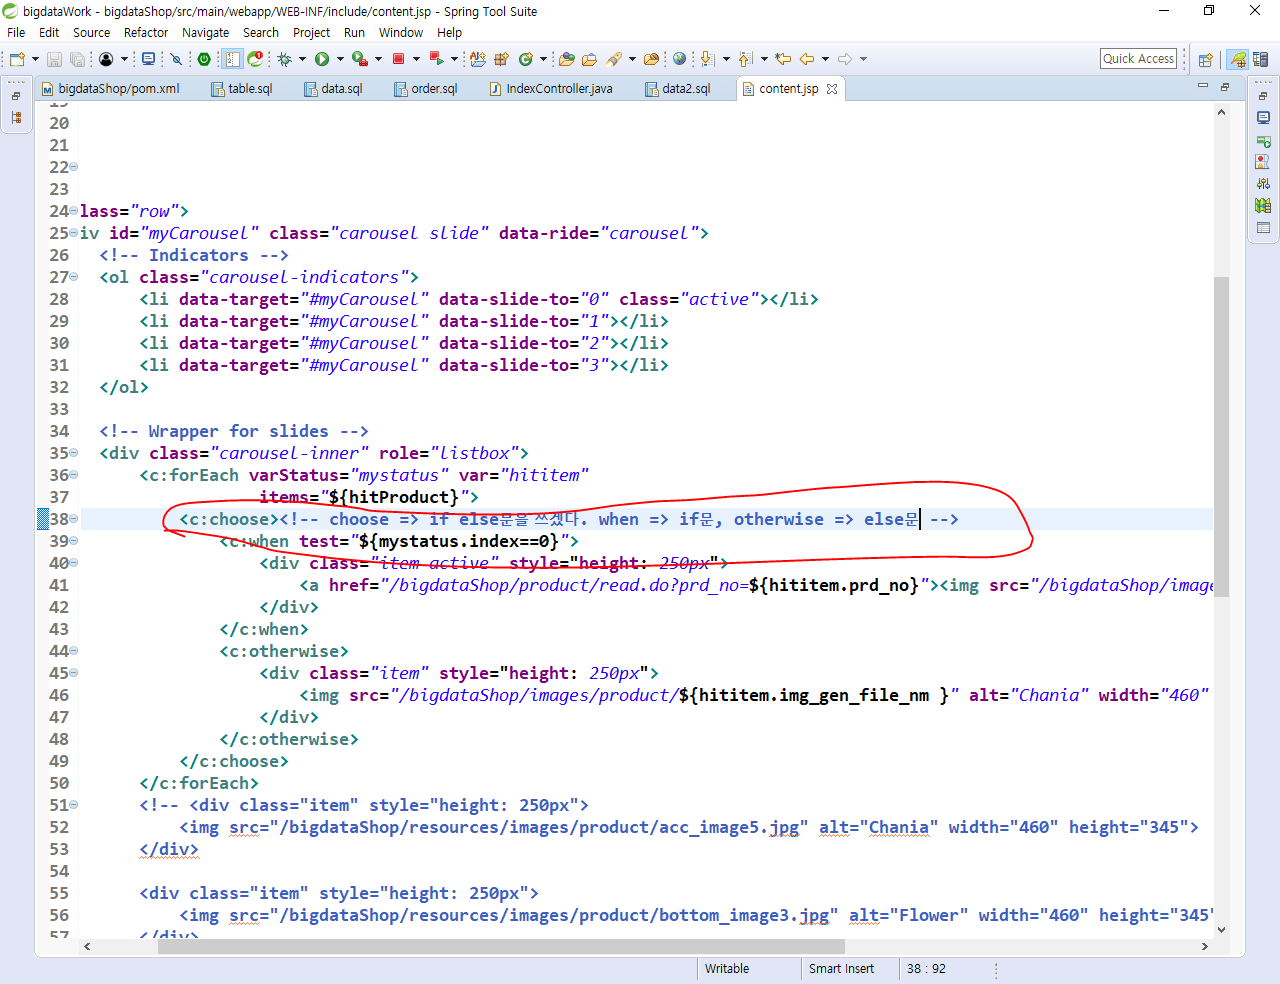 bigdataWork - bigdataShop/src/main/webapp/WEB-INF/include/content.jsp - Spring Tool Suite
File Edit Source Refactor Navigate Search Project Run Window Help
Quick Access
bigdataShop/pom.xml table.sql data.sql order.sql IndexController.java data2.sql content.jsp
19
20
21
22
23
24 lass="row">
25 iv id="myCarousel" class="carousel slide" data-ride="carousel">
26 <!-- Indicators -->
27 <ol class="carousel-indicators">
28 <li data-target="#myCarousel" data-slide-to="0" class="active"></li>
29 <li data-target="#myCarousel" data-slide-to="1"></li>
30 <li data-target="#myCarousel" data-slide-to="2"></li>
31 <li data-target="#myCarousel" data-slide-to="3"></li>
32 </ol>
33
34 <!-- Wrapper for slides -->
35 <div class="carousel-inner" role="listbox">
36 <c:forEach varStatus="mystatus" var="hititem"
37 items="${hitProduct}">
38 <c:choose><!-- choose => if else문을 쓰겠다. when => if문, otherwise => else문 -->
39 <c:when test="${mystatus.index==0}">
40 <div class="item active" style="height: 250px">
41 <a href="/bigdataShop/product/read.do?prd_no=${hititem.prd_no}"><img src="/bigdataShop/image
42 </div>
43 </c:when>
44 <c:otherwise>
45 <div class="item" style="height: 250px">
46 <img src="/bigdataShop/images/product/${hititem.img_gen_file_nm }" alt="Chania" width="460"
47 </div>
48 </c:otherwise>
49 </c:choose>
50 </c:forEach>
51 <!-- <div class="item" style="height: 250px">
52 <img src="/bigdataShop/resources/images/product/acc_image5.jpg" alt="Chania" width="460" height="345">
53 </div>
54
55 <div class="item" style="height: 250px">
56 <img src="/bigdataShop/resources/images/product/bottom_image3.jpg" alt="Flower" width="460" height="345"
57 </div>
Writable Smart Insert 38 : 92